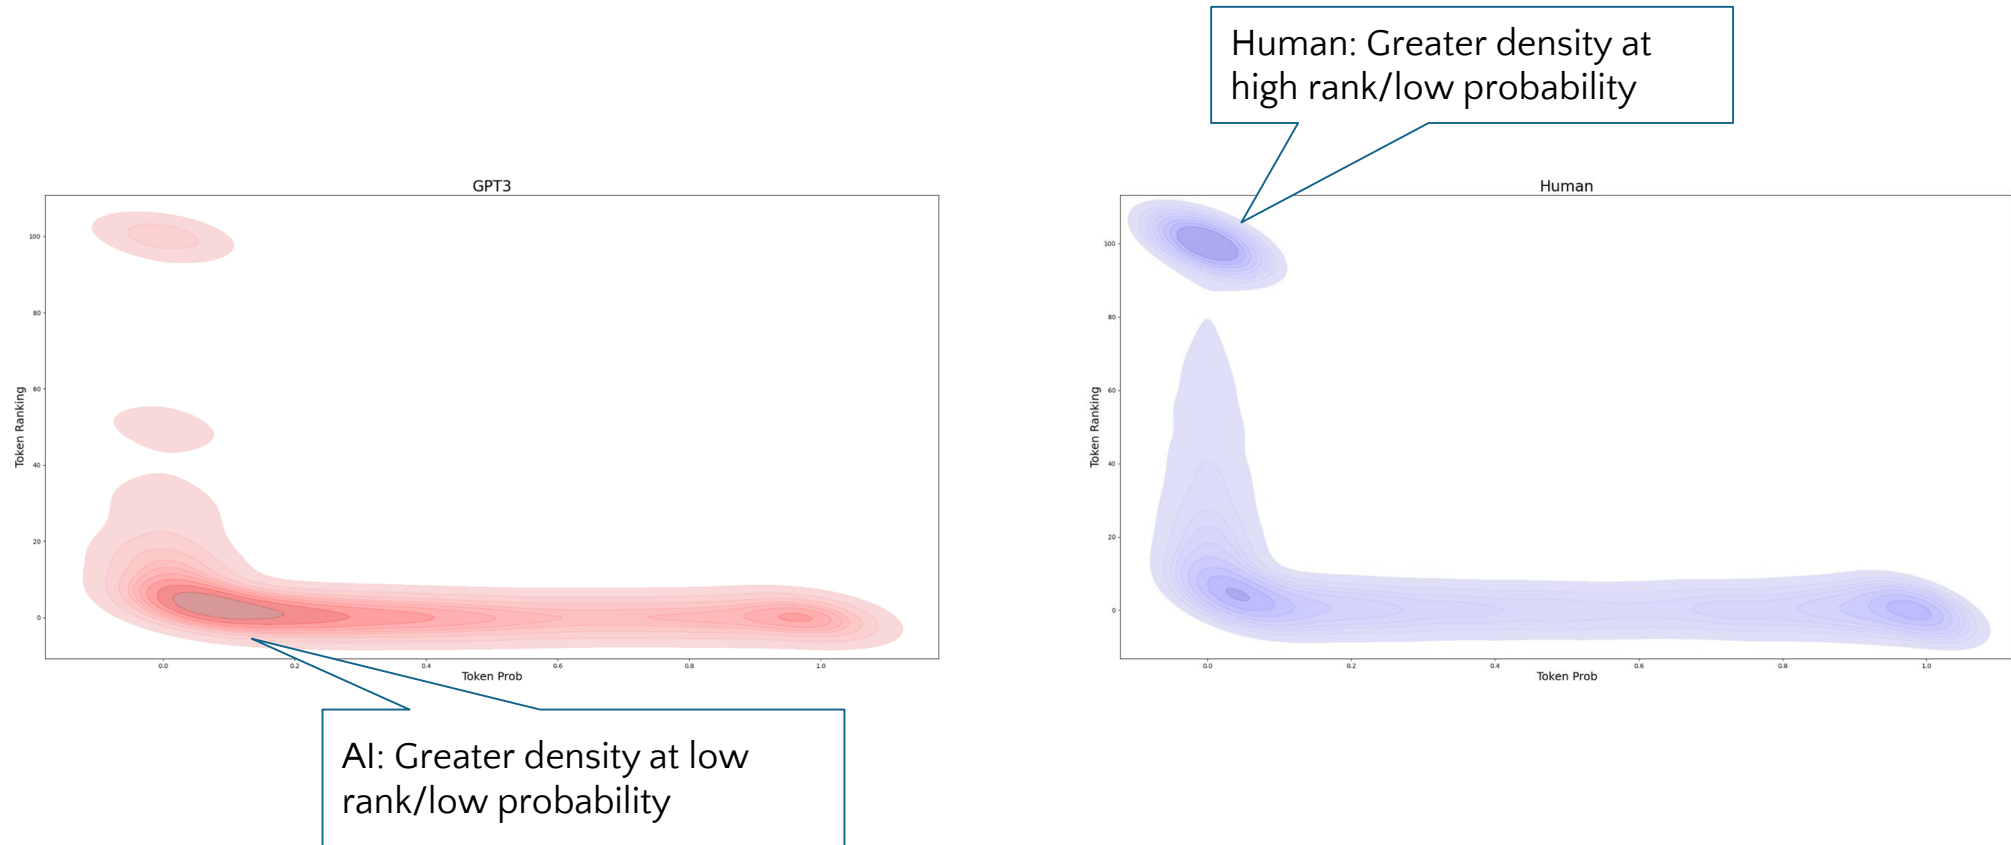 Human: Greater density at
high rank/low probability
GPT3
100
80
60
40
20
0
Token Ranking
0.0
0.2
0.4
0.6
0.8
1.0
Token Prob
AI: Greater density at low
rank/low probability
Human
100
80
60
40
20
0
Token Ranking
0.0
0.2
0.4
0.6
0.8
1.0
Token Prob